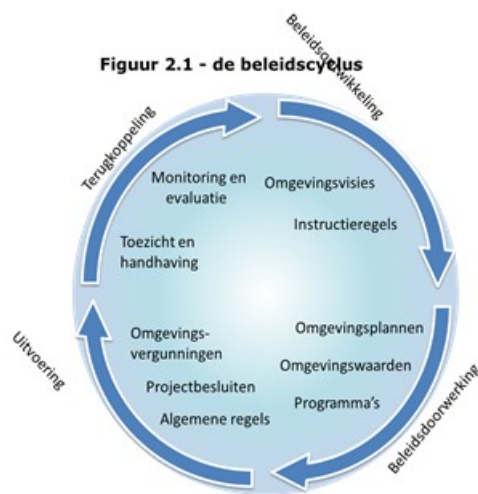 Figuur 2.1 - de beleidscyclus
Beleidsontwikkeling
Terugkoppeling
Monitoring en
evaluatie
Omgevingsvisies
Instructieregels
Toezicht en
handhaving
Omgevingsplannen
Omgevingswaarden
Programma's
Beleidsdoorwerking
Omgevings-
vergunningen
Projectbesluiten
Algemene regels
Uitvoering